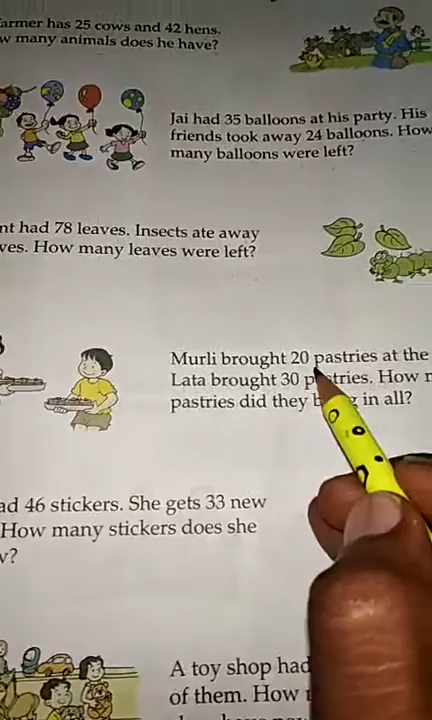 armer has 25 cows and 42 hens.
w many animals does he have?
Jai had 35 balloons at his party. His
friends took away 24 balloons. How
many balloons were left?
nt had 78 leaves. Insects ate away
ves. How many leaves were left?
Murli brought 20 pastries at the
Lata brought 30 pastries. How
pastries did they in all?
ad 46 stickers. She gets 33 new
How many stickers does she
w?
A toy shop had
of them. How